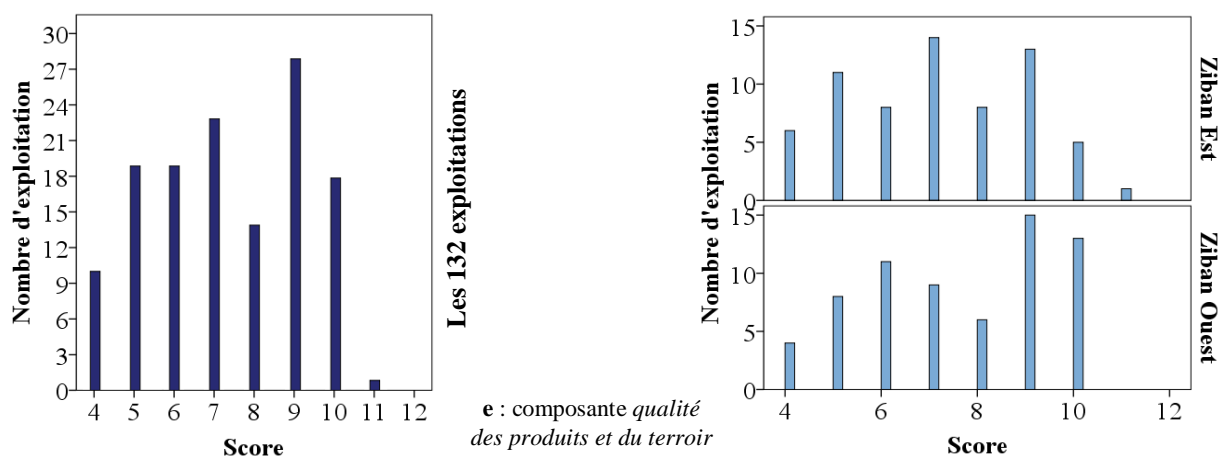 30
27
24
21
18
15
12
9
6
3
0
4 5 6 7 8 9 10 11 12
Nombre d'exploitation
Score
Les 132 exploitations
e : composante qualité
des produits et du terroir
15
10
5
0
Ziban Est
15
10
5
0
Ziban Ouest
Nombre d'exploitation
4 6 8 10 12
Score